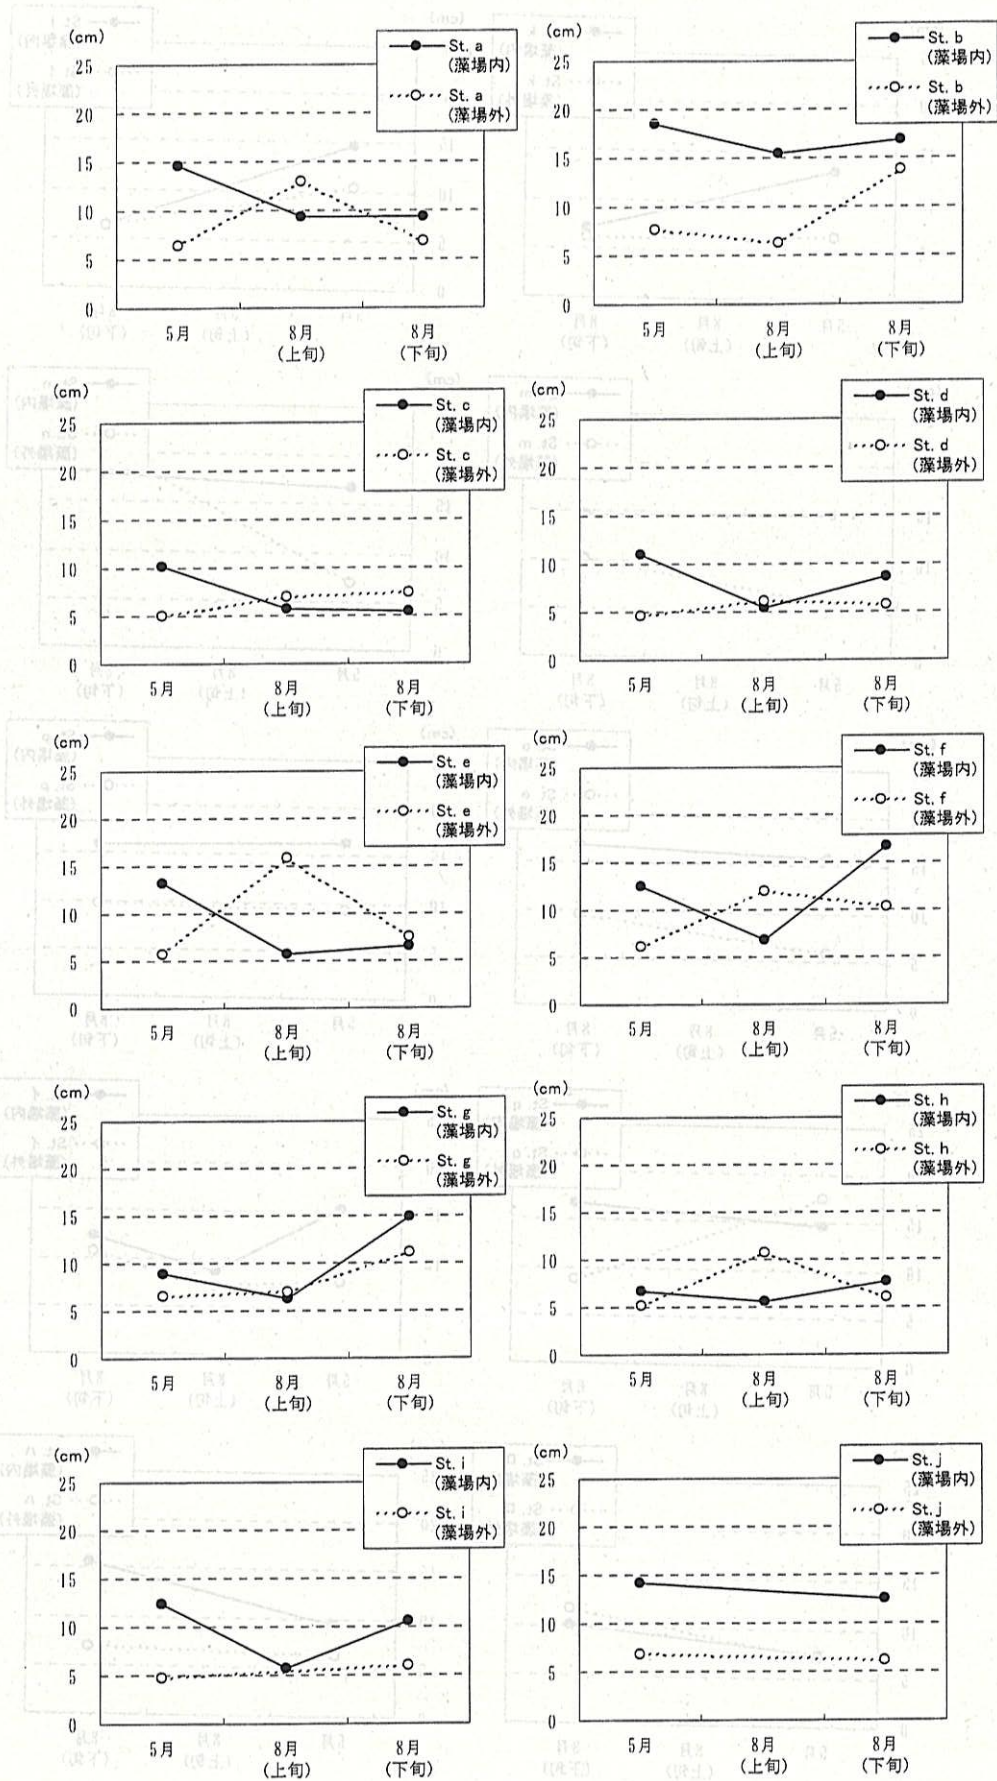 (cm)
St. a
(藻場内)
St. a
(藻場外)
25
20
15
10
5
0
5月
8月
(上旬)
8月
(下旬)
(cm)
St. b
(藻場内)
St. b
(藻場外)
25
20
15
10
5
0
5月
8月
(上旬)
8月
(下旬)
(cm)
St. c
(藻場内)
St. c
(藻場外)
25
20
15
10
5
0
5月
8月
(上旬)
8月
(下旬)
(cm)
St. d
(藻場内)
St. d
(藻場外)
25
20
15
10
5
0
5月
8月
(上旬)
8月
(下旬)
(cm)
St. e
(藻場内)
St. e
(藻場外)
25
20
15
10
5
0
5月
8月
(上旬)
8月
(下旬)
(cm)
St. f
(藻場内)
St. f
(藻場外)
25
20
15
10
5
0
5月
8月
(上旬)
8月
(下旬)
(cm)
St. g
(藻場内)
St. g
(藻場外)
25
20
15
10
5
0
5月
8月
(上旬)
8月
(下旬)
(cm)
St. h
(藻場内)
St. h
(藻場外)
25
20
15
10
5
0
5月
8月
(上旬)
8月
(下旬)
(cm)
St. i
(藻場内)
St. i
(藻場外)
25
20
15
10
5
0
5月
8月
(上旬)
8月
(下旬)
(cm)
St. j
(藻場内)
St. j
(藻場外)
25
20
15
10
5
0
5月
8月
(上旬)
8月
(下旬)